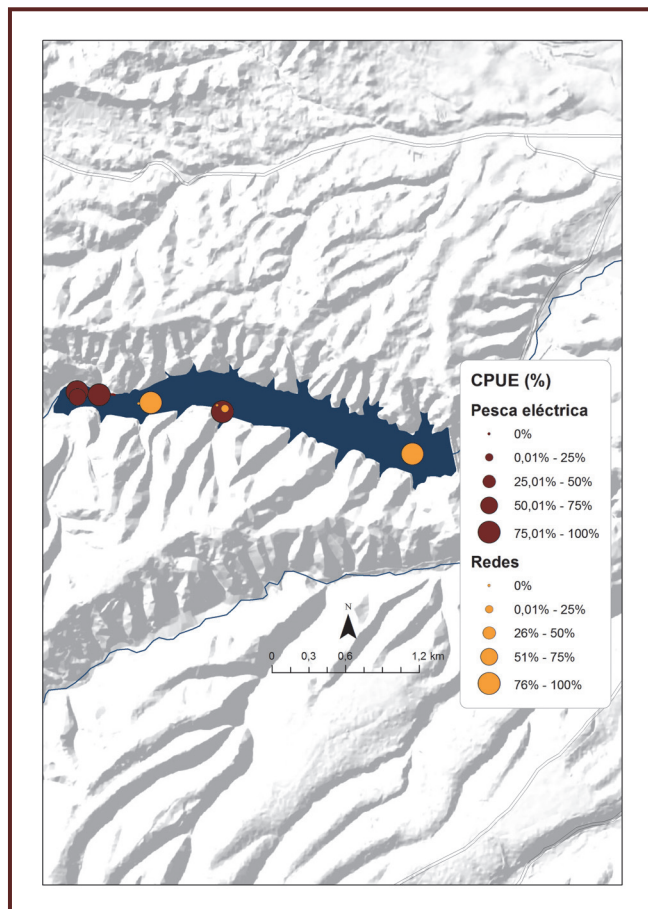 CPUE (%)
Pesca eléctrica
0%
0,01% - 25%
25,01% - 50%
50,01% - 75%
75,01% - 100%
Redes
0%
0,01% - 25%
26% - 50%
51% - 75%
76% - 100%
N
0 0,3 0,6 1,2 km